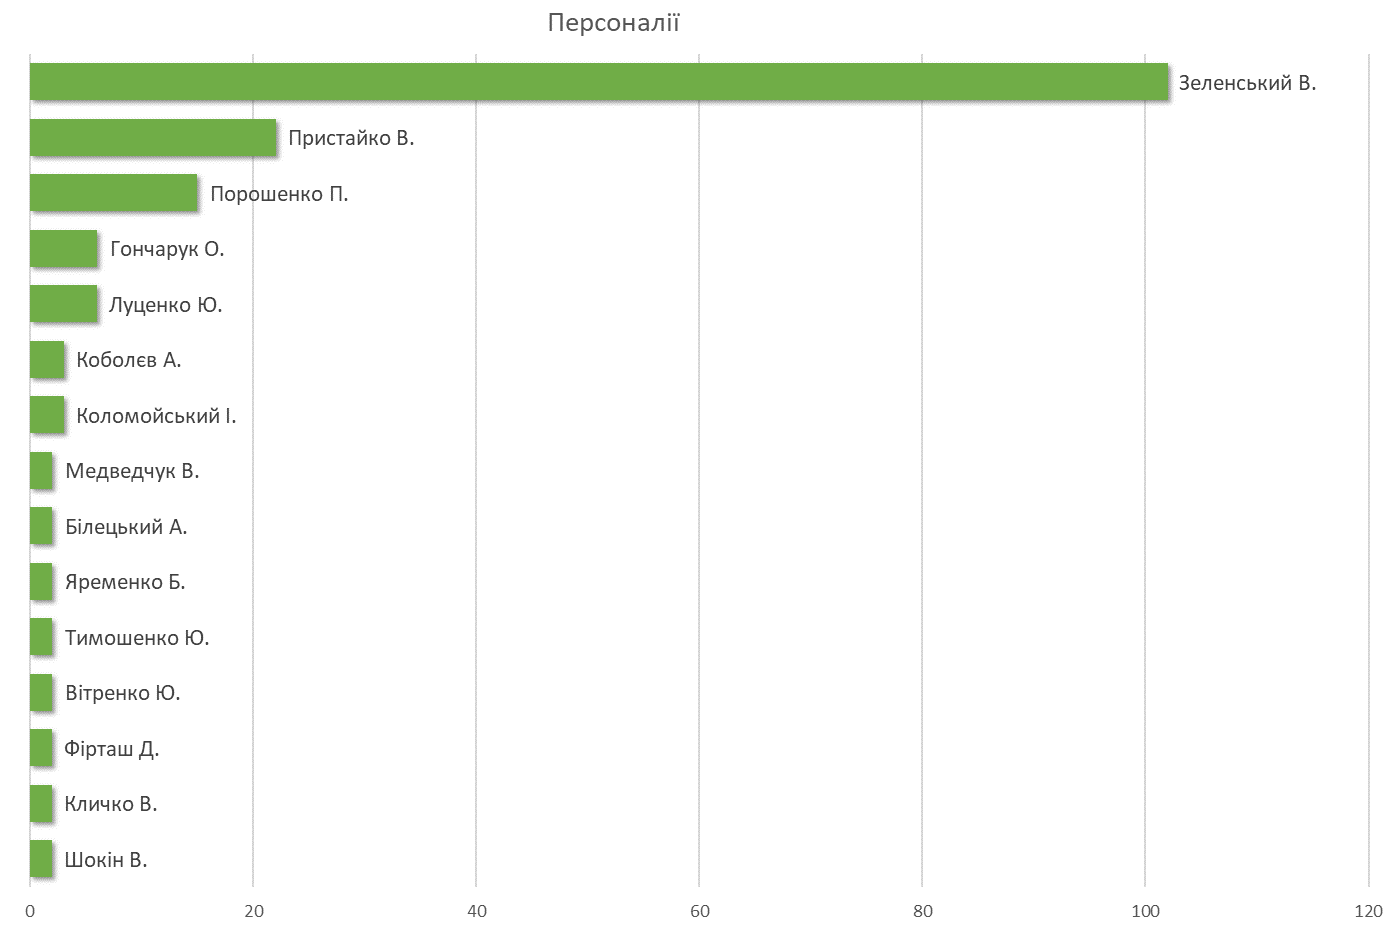 Персоналії
Зеленський В.
Пристайко В.
Порошенко П.
Гончарук О.
Луценко Ю.
Коболєв А.
Коломойський І.
Медведчук В.
Білецький А.
Яременко Б.
Тимошенко Ю.
Вітренко Ю.
Фірташ Д.
Кличко В.
Шокін В.
0 20 40 60 80 100 120